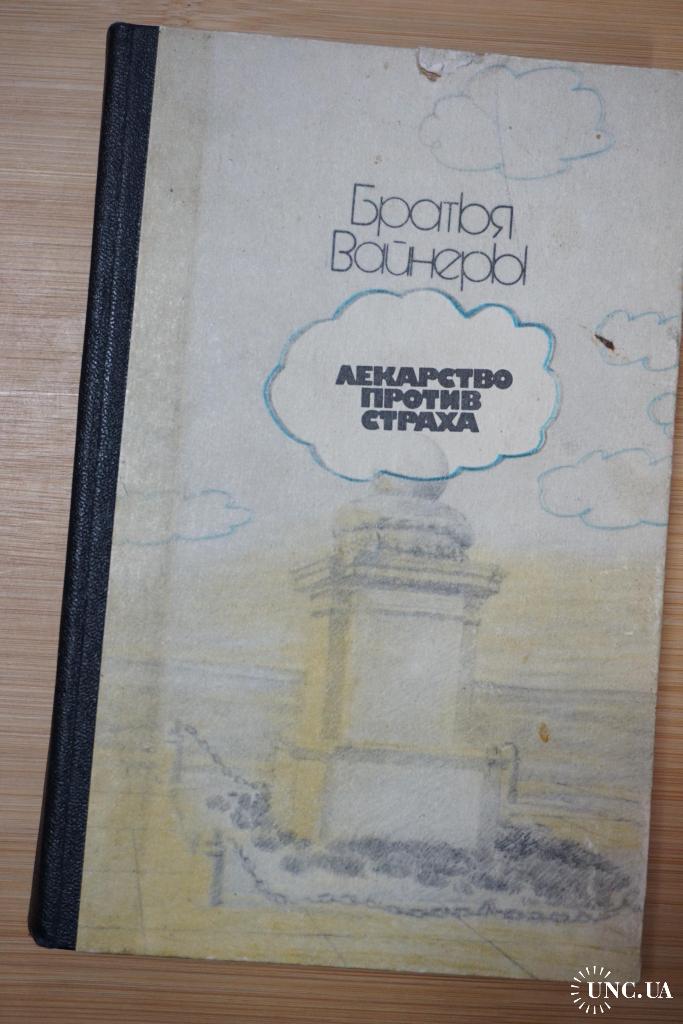 Братья
Вайнеры
ЛЕКАРСТВО
ПРОТИВ
СТРАХА
UNC.UA